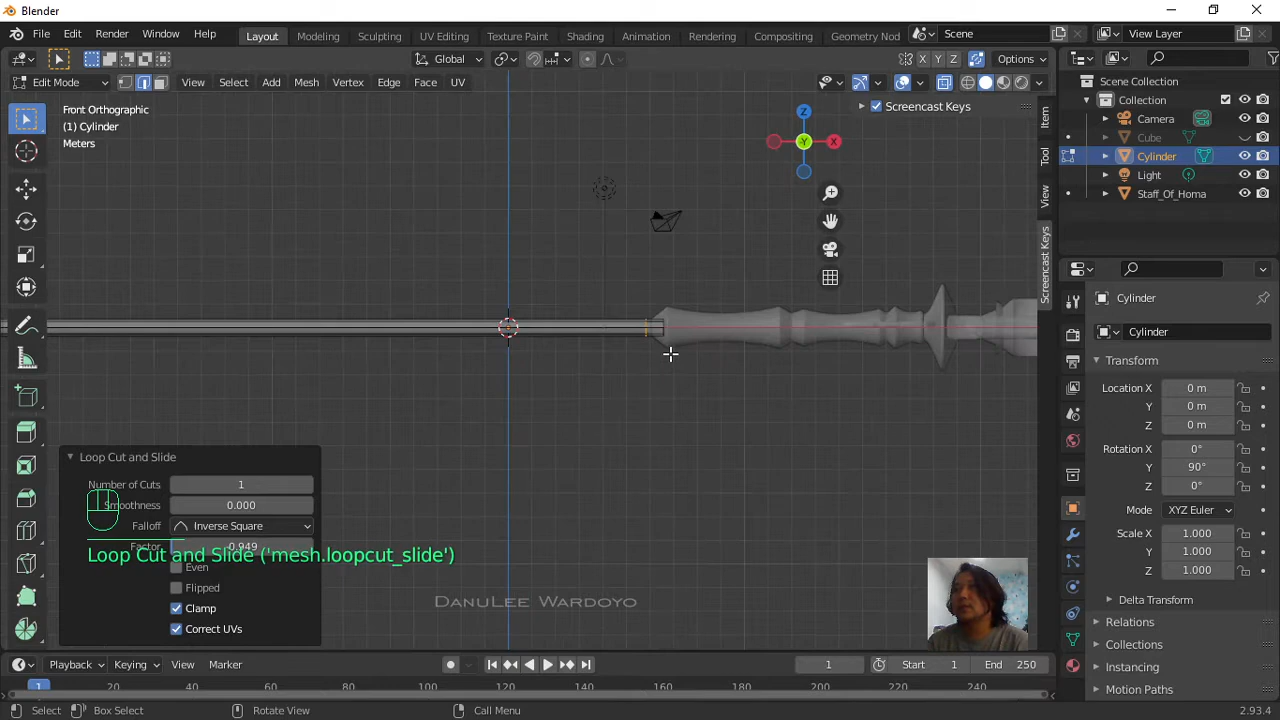 Blender
File Edit Render Window Help
Layout Modeling Sculpting UV Editing Texture Paint Shading Animation Rendering Compositing Geometry Nod
Scene
View Layer
Global
X Y Z
Options
Edit Mode
View Select Add Mesh Vertex Edge Face UV
Front Orthographic
(1) Cylinder
Meters
Screencast Keys
Z
Y
X
Item
Tool
View
Screencast Keys
Scene Collection
Collection
Camera
Cube
Cylinder
Light
Staff_Of_Homa
Cylinder
Cylinder
Transform
Location X 0 m
Y 0 m
Z 0 m
Rotation X 0°
Y 90°
Z 0°
Mode XYZ Euler
Scale X 1.000
Y 1.000
Z 1.000
Delta Transform
Relations
Collections
Instancing
Motion Paths
Loop Cut and Slide
Number of Cuts 1
Smoothness 0.000
Falloff Inverse Square
Factor -0.949
Loop Cut and Slide ('mesh.loopcut_slide')
Even
Flipped
Clamp
Correct UVs
DanuLee Wardoyo
Playback Keying View Marker
1
Start 1
End 250
1 20 40 60 80 100 120 140 160 180 200 220 240
Select Box Select Rotate View Call Menu
2.93.4